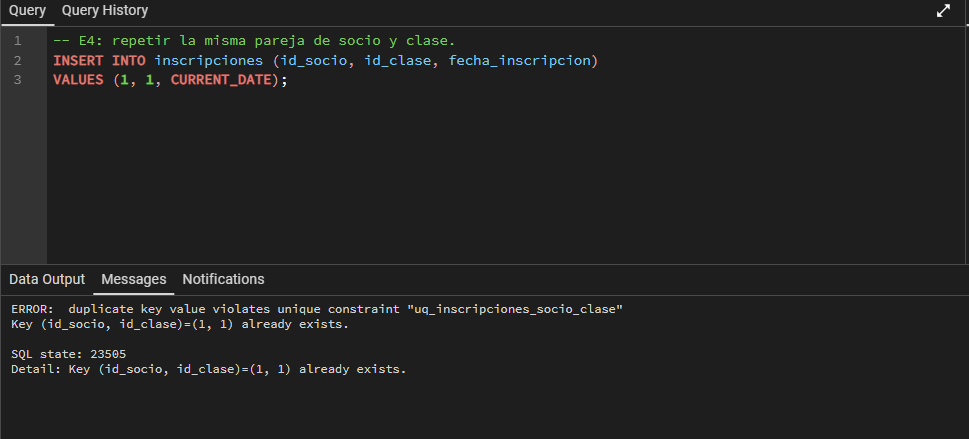 Query Query History
1 -- E4: repetir la misma pareja de socio y clase.
2 INSERT INTO inscripciones (id_socio, id_clase, fecha_inscripcion)
3 VALUES (1, 1, CURRENT_DATE);
Data Output Messages Notifications
ERROR:  duplicate key value violates unique constraint "uq_inscripciones_socio_clase"
Key (id_socio, id_clase)=(1, 1) already exists.
SQL state: 23505
Detail: Key (id_socio, id_clase)=(1, 1) already exists.